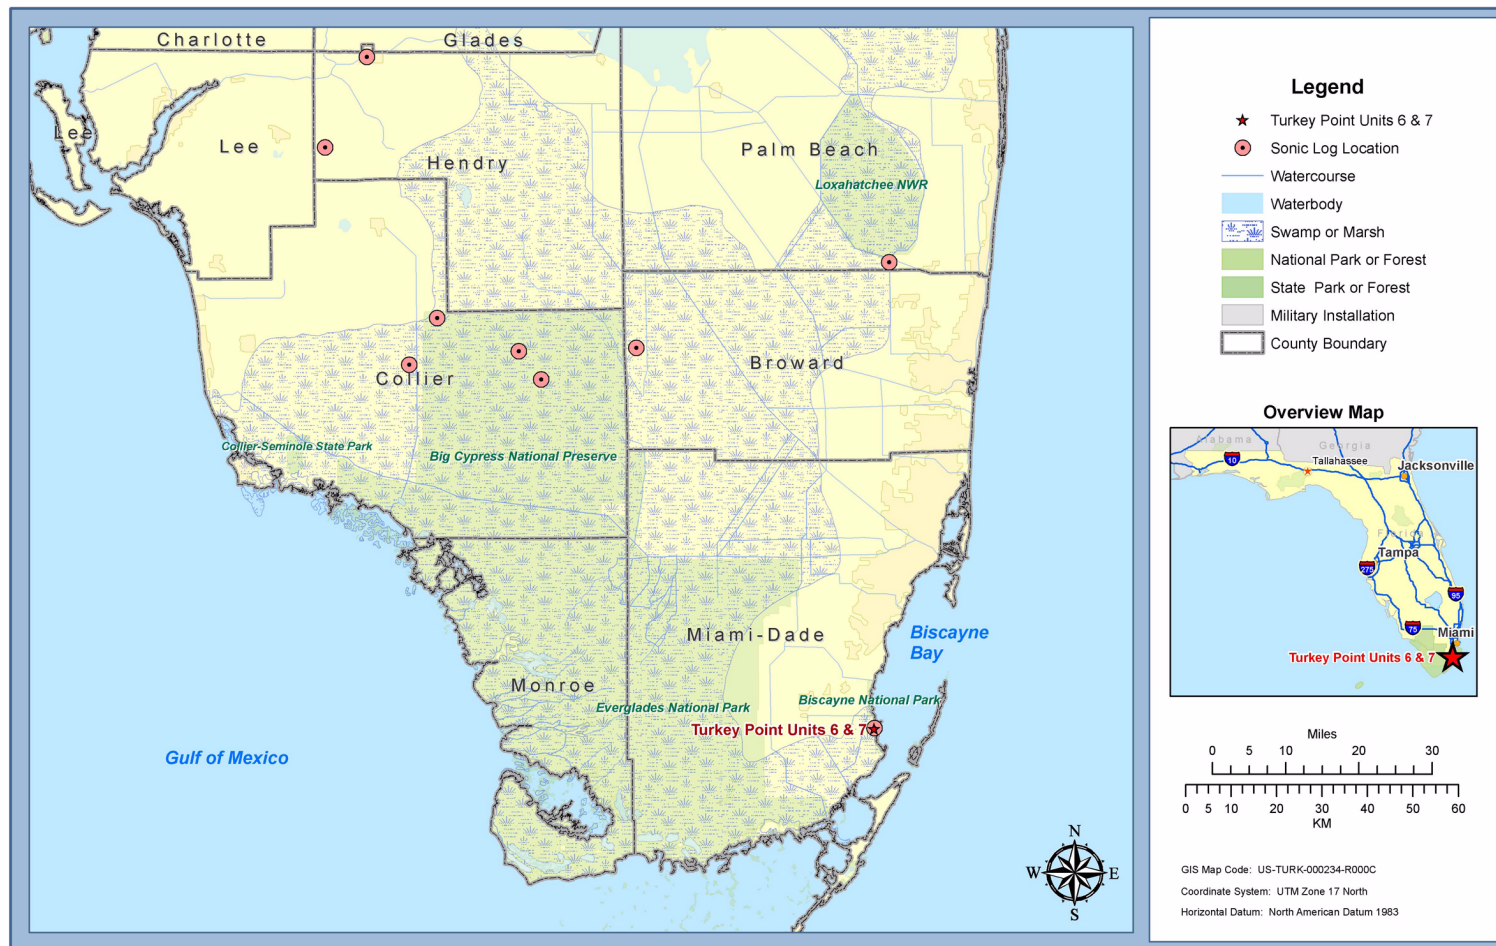 Charlotte
Glades
Lee
Lee
Hendry
Palm Beach
Loxahatchee NWR
Collier
Broward
Collier-Seminole State Park
Big Cypress National Preserve
Miami-Dade
Biscayne
Bay
Monroe
Everglades National Park
Biscayne National Park
Turkey Point Units 6 & 7
Gulf of Mexico
N
W
E
S
Legend
Turkey Point Units 6 & 7
Sonic Log Location
Watercourse
Waterbody
Swamp or Marsh
National Park or Forest
State Park or Forest
Military Installation
County Boundary
Overview Map
Alabama
Georgia
10
Tallahassee
Jacksonville
Florida
Tampa
275
95
75
Miami
Turkey Point Units 6 & 7
Miles
0 5 10 20 30
0 5 10 20 30 40 50 60
KM
GIS Map Code: US-TURK-000234-R000C
Coordinate System: UTM Zone 17 North
Horizontal Datum: North American Datum 1983